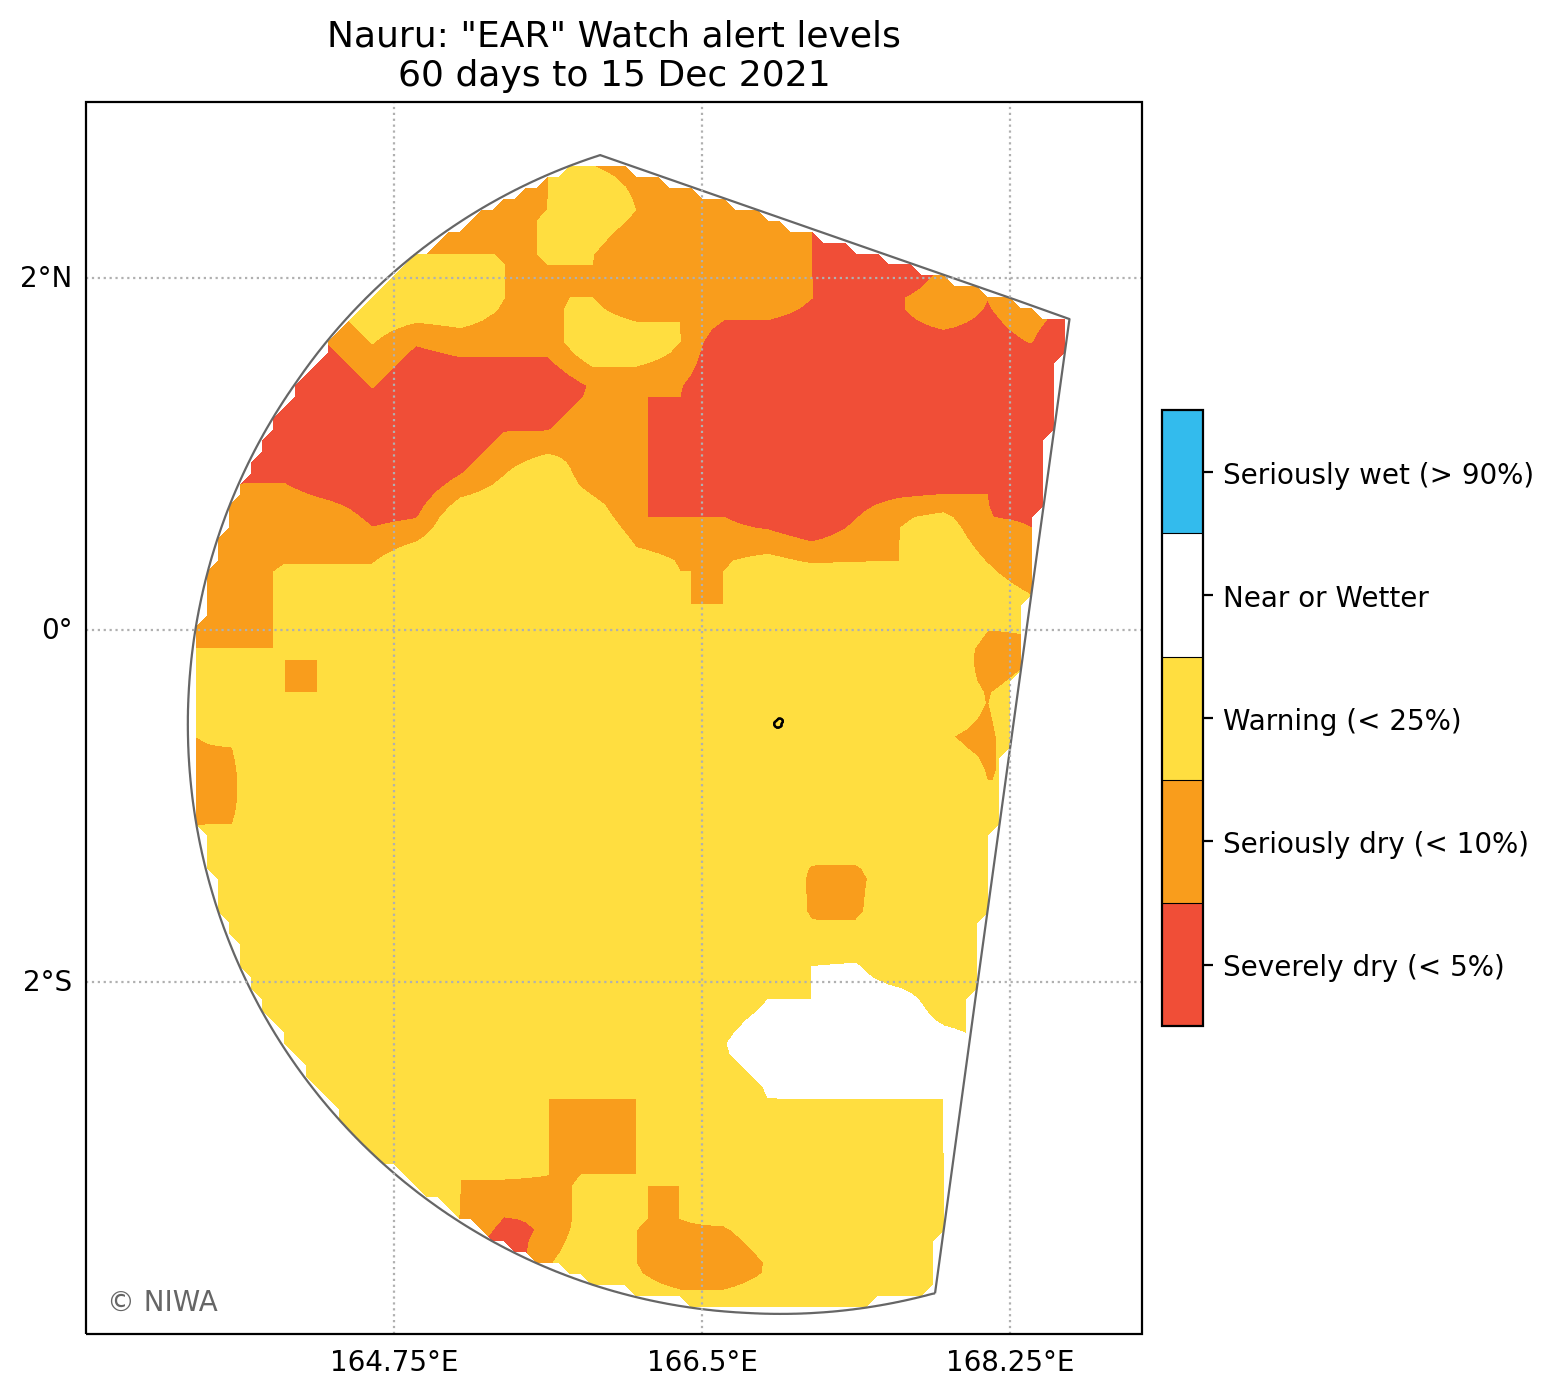 Nauru: "EAR" Watch alert levels
60 days to 15 Dec 2021
2°N
0°
2°S
164.75°E
166.5°E
168.25°E
Seriously wet (> 90%)
Near or Wetter
Warning (< 25%)
Seriously dry (< 10%)
Severely dry (< 5%)
© NIWA